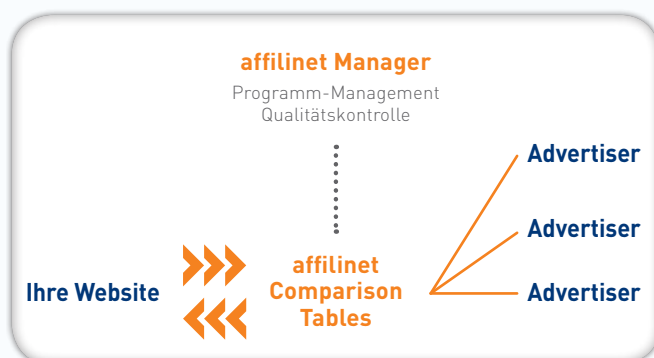 affilinet Manager
Programm-Management
Qualitätskontrolle
Advertiser
Advertiser
Ihre Website
affilinet
Comparison
Tables
Advertiser